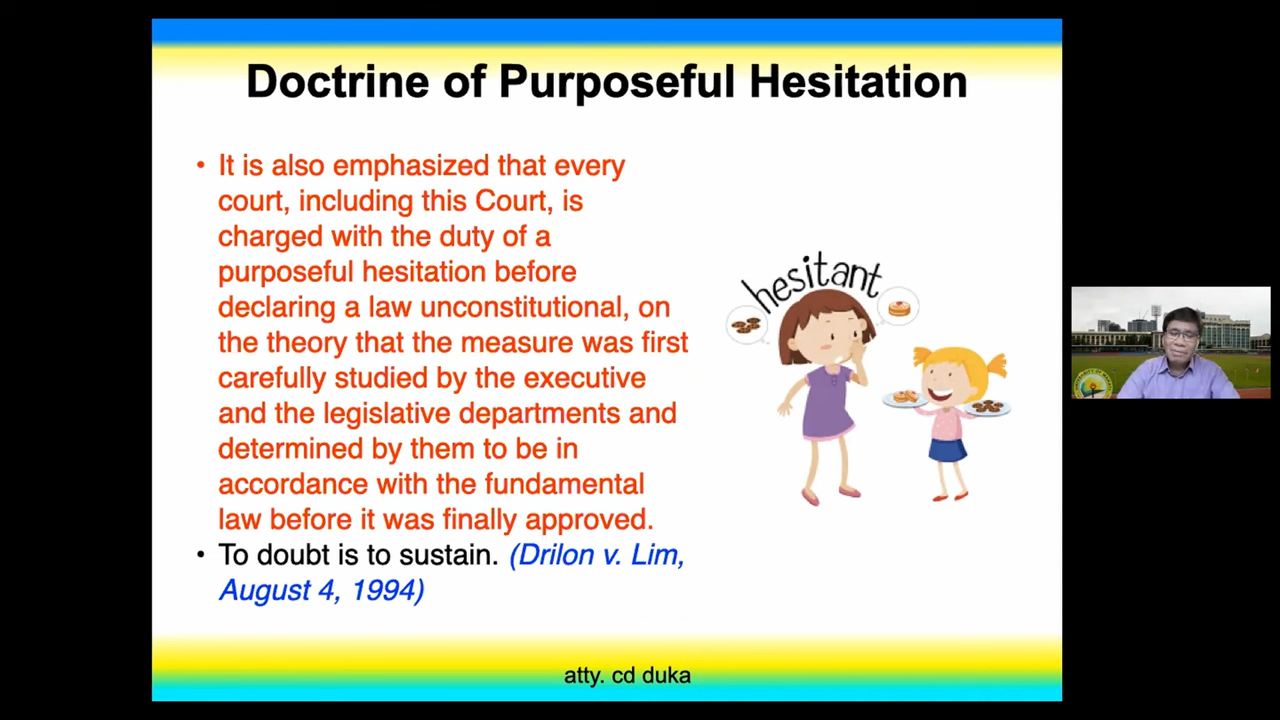 Doctrine of Purposeful Hesitation
• It is also emphasized that every
court, including this Court, is
charged with the duty of a
purposeful hesitation before
declaring a law unconstitutional, on
the theory that the measure was first
carefully studied by the executive
and the legislative departments and
determined by them to be in
accordance with the fundamental
law before it was finally approved.
• To doubt is to sustain. (Drilon v. Lim,
August 4, 1994)
hesitant
atty. cd duka